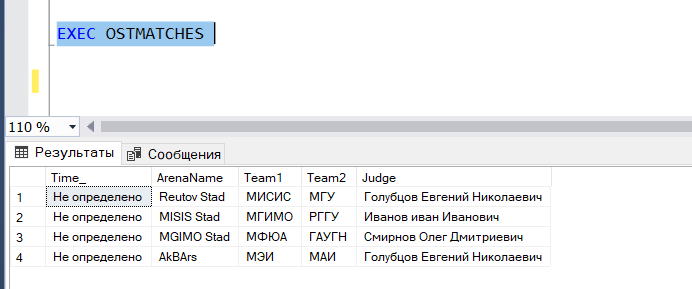 EXEC OSTMATCHES
110 %
Результаты Сообщения
Time_ ArenaName Team1 Team2 Judge
1 Не определено Reutov Stad МИСИС МГУ Голубцов Евгений Николаевич
2 Не определено MISIS Stad МГИМО РГГУ Иванов иван Иванович
3 Не определено MGIMO Stad МФЮА ГАУГН Смирнов Олег Дмитриевич
4 Не определено AkBArs МЭИ МАИ Голубцов Евгений Николаевич